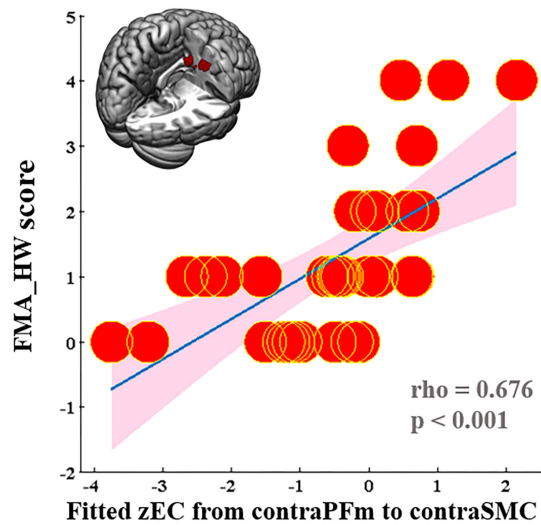 5
4
3
2
1
0
-1
-2
FMA_HW score
rho = 0.676
p < 0.001
-4 -3 -2 -1 0 1 2
Fitted zEC from contraPFm to contraSMC